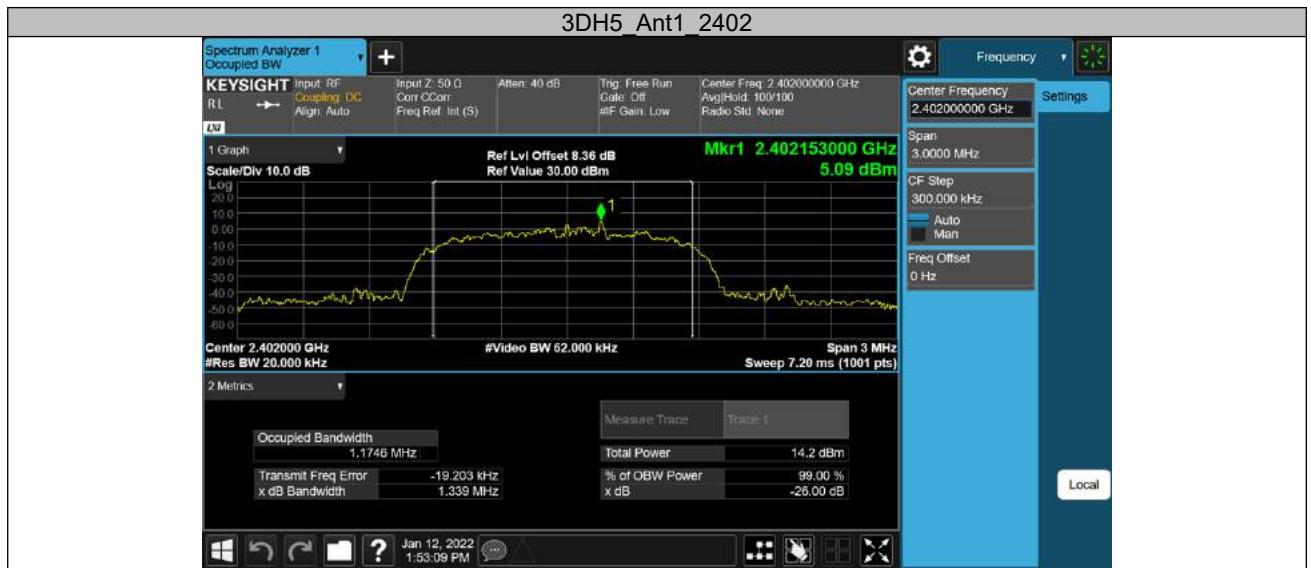 3DH5_Ant1_2402
Spectrum Analyzer 1
Occupied BW
+
Frequency
KEYSIGHT
RL
LXI
Input: RF
Coupling: DC
Align: Auto
Input Z: 50 Ω
Corr CCorr
Freq Ref: Int (S)
Atten: 40 dB
Trig: Free Run
Gate: Off
#IF Gain: Low
Center Freq: 2.402000000 GHz
Avg|Hold: 100/100
Radio Std: None
Center Frequency
2.402000000 GHz
Settings
Span
3.0000 MHz
CF Step
300.000 kHz
Auto
Man
Freq Offset
0 Hz
Local
1 Graph
Scale/Div 10.0 dB
Ref Lvl Offset 8.36 dB
Ref Value 30.00 dBm
Mkr1 2.402153000 GHz
5.09 dBm
Log
20.0
10.0
0.00
-10.0
-20.0
-30.0
-40.0
-50.0
-60.0
1
Center 2.402000 GHz
#Res BW 20.000 kHz
#Video BW 62.000 kHz
Span 3 MHz
Sweep 7.20 ms (1001 pts)
2 Metrics
Measure Trace Trace 1
Occupied Bandwidth
1.1746 MHz
Total Power 14.2 dBm
Transmit Freq Error -19.203 kHz
% of OBW Power 99.00 %
x dB Bandwidth 1.339 MHz
x dB -26.00 dB
?
Jan 12, 2022
1:53:09 PM